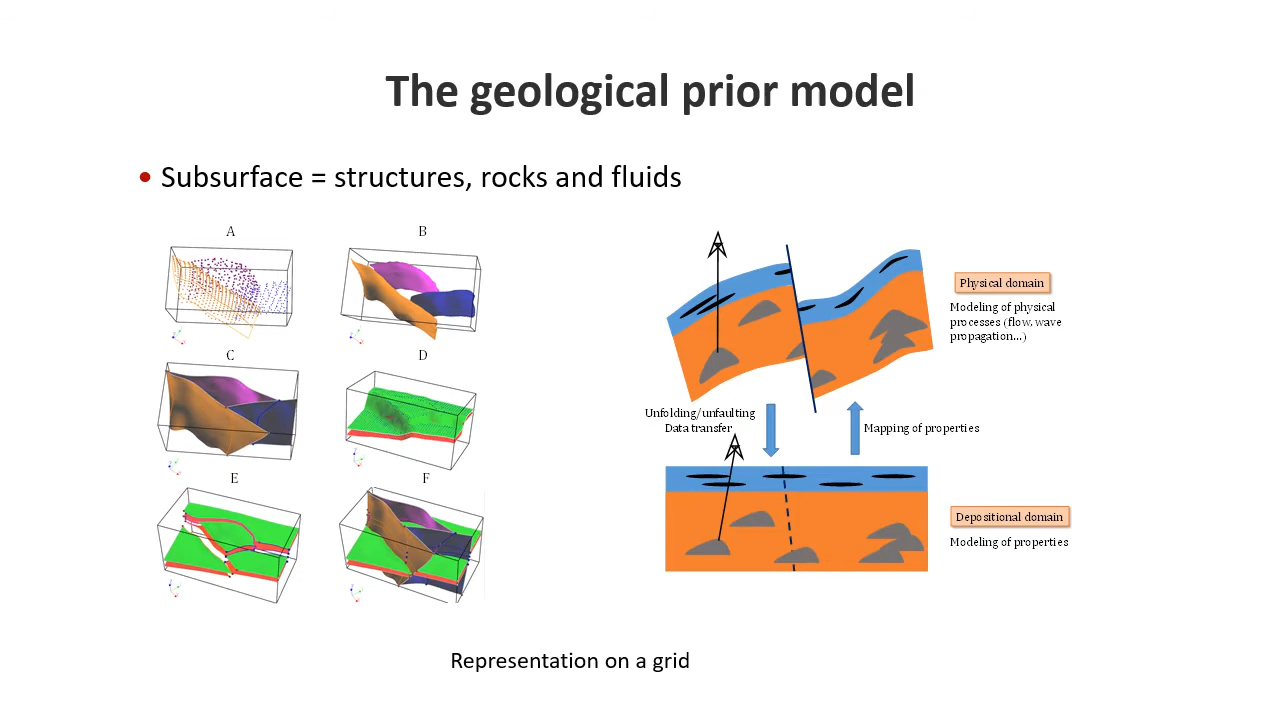 The geological prior model
• Subsurface = structures, rocks and fluids
A
B
C
D
E
F
Physical domain
Modeling of physical
processes (flow, wave
propagation...)
Unfolding/unfaulting
Data transfer
Mapping of properties
Depositional domain
Modeling of properties
Representation on a grid